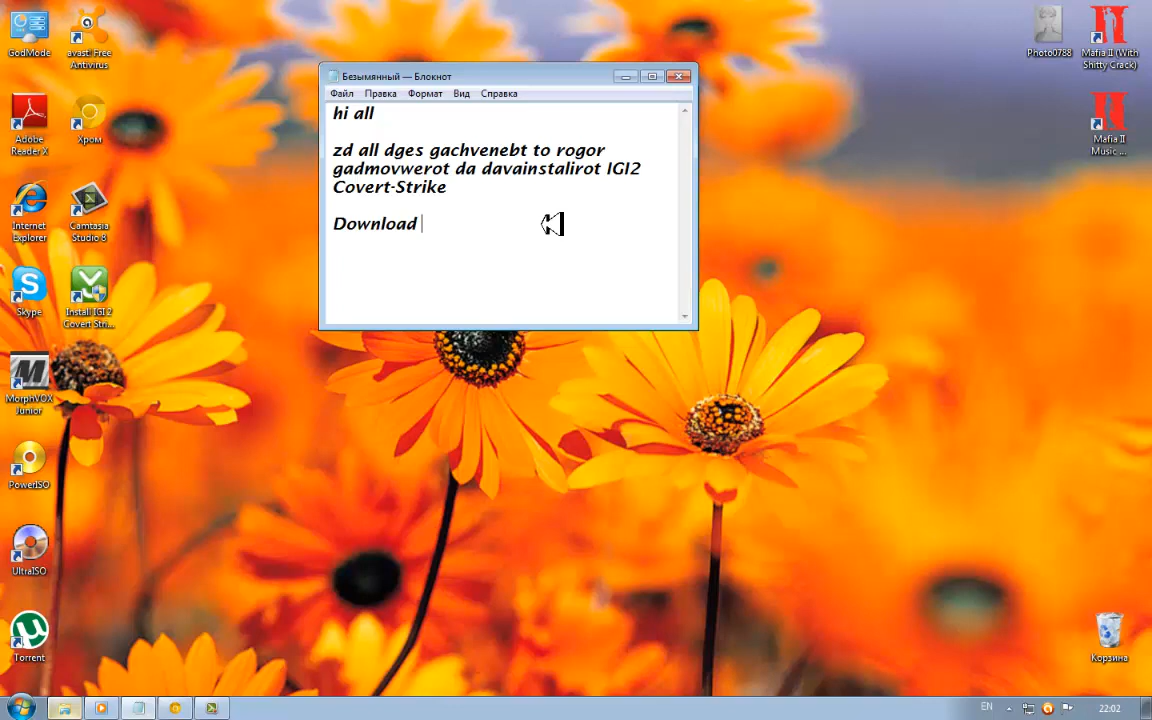 GodMode
avast! Free
Antivirus
Photo0788
Mafia II (With
Shitty Crack)
Безымянный — Блокнот
Файл Правка Формат Вид Справка
hi all
zd all dges gachvenebt to rogor
gadmovwerot da davainstalirot IGI2
Covert-Strike
Download
Adobe
Reader X
Хром
Mafia II
Music ...
Internet
Explorer
Camtasia
Studio 8
Skype
Install IGI 2
Covert Stri...
MorphVOX
Junior
PowerISO
UltraISO
Torrent
Корзина
EN
22:02